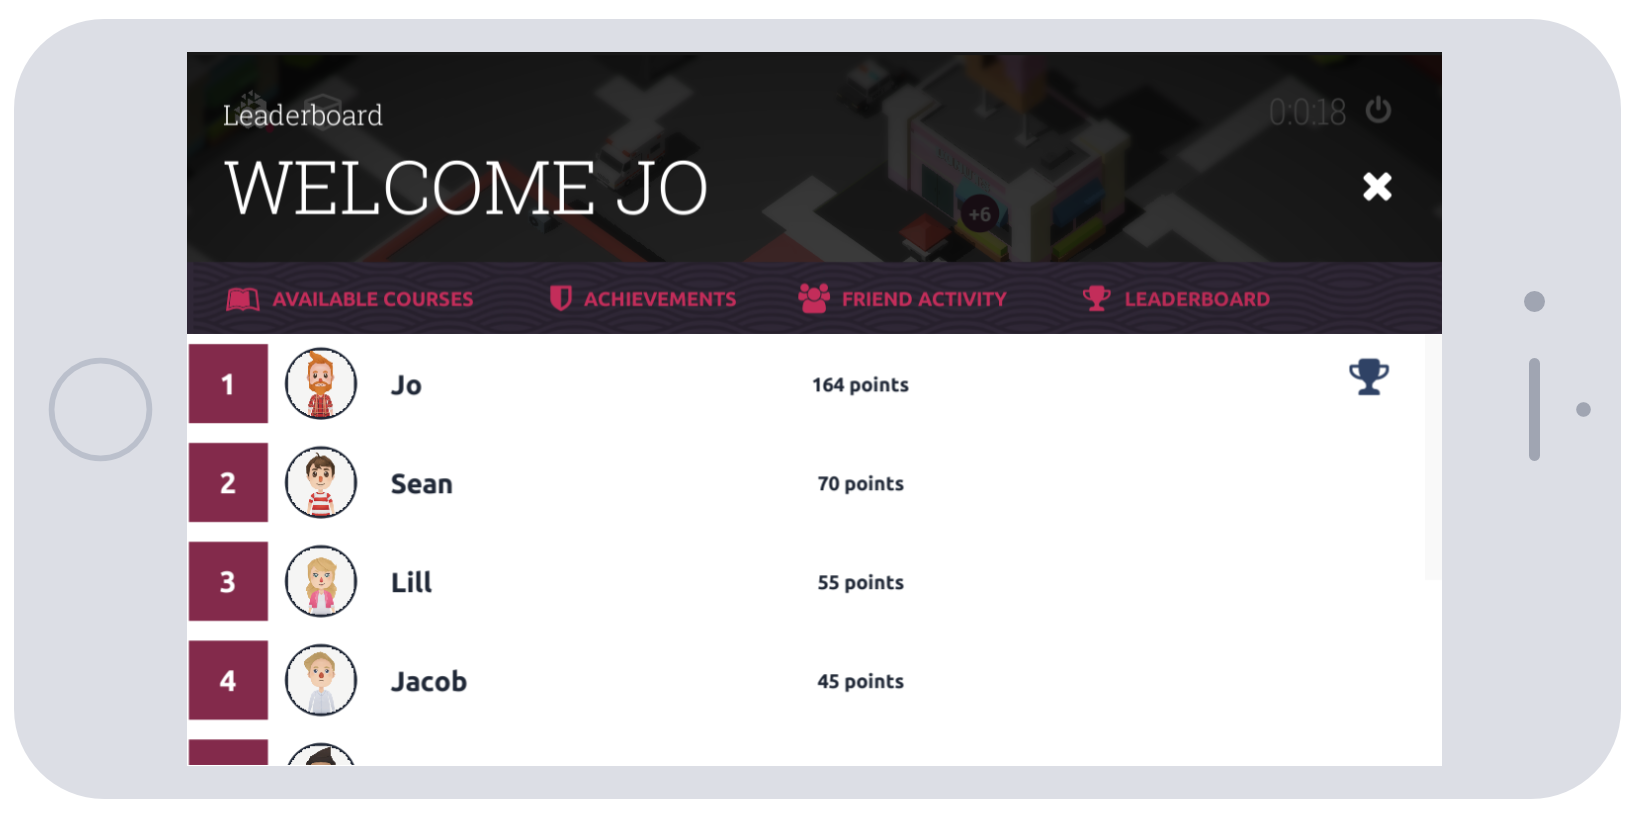 Leaderboard
0:0:18
WELCOME JO
+6
AVAILABLE COURSES
ACHIEVEMENTS
FRIEND ACTIVITY
LEADERBOARD
1 Jo 164 points
2 Sean 70 points
3 Lill 55 points
4 Jacob 45 points